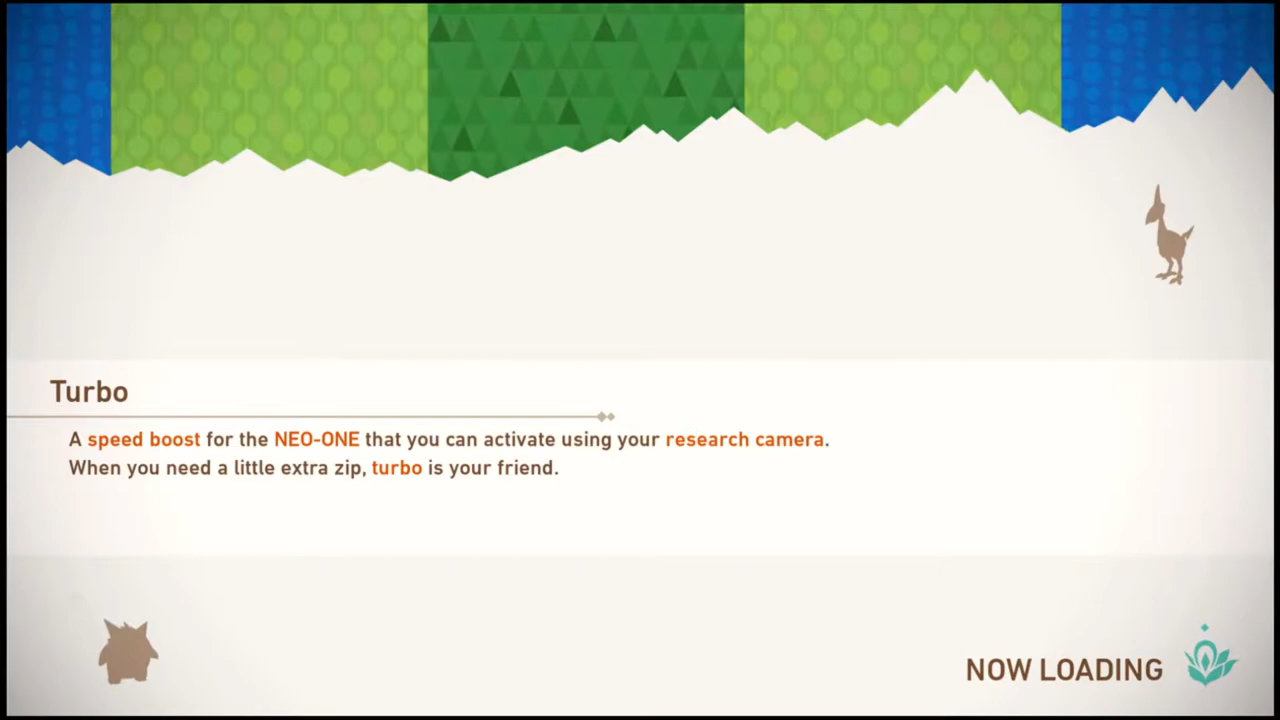 Turbo
A speed boost for the NEO-ONE that you can activate using your research camera.
When you need a little extra zip, turbo is your friend.
NOW LOADING